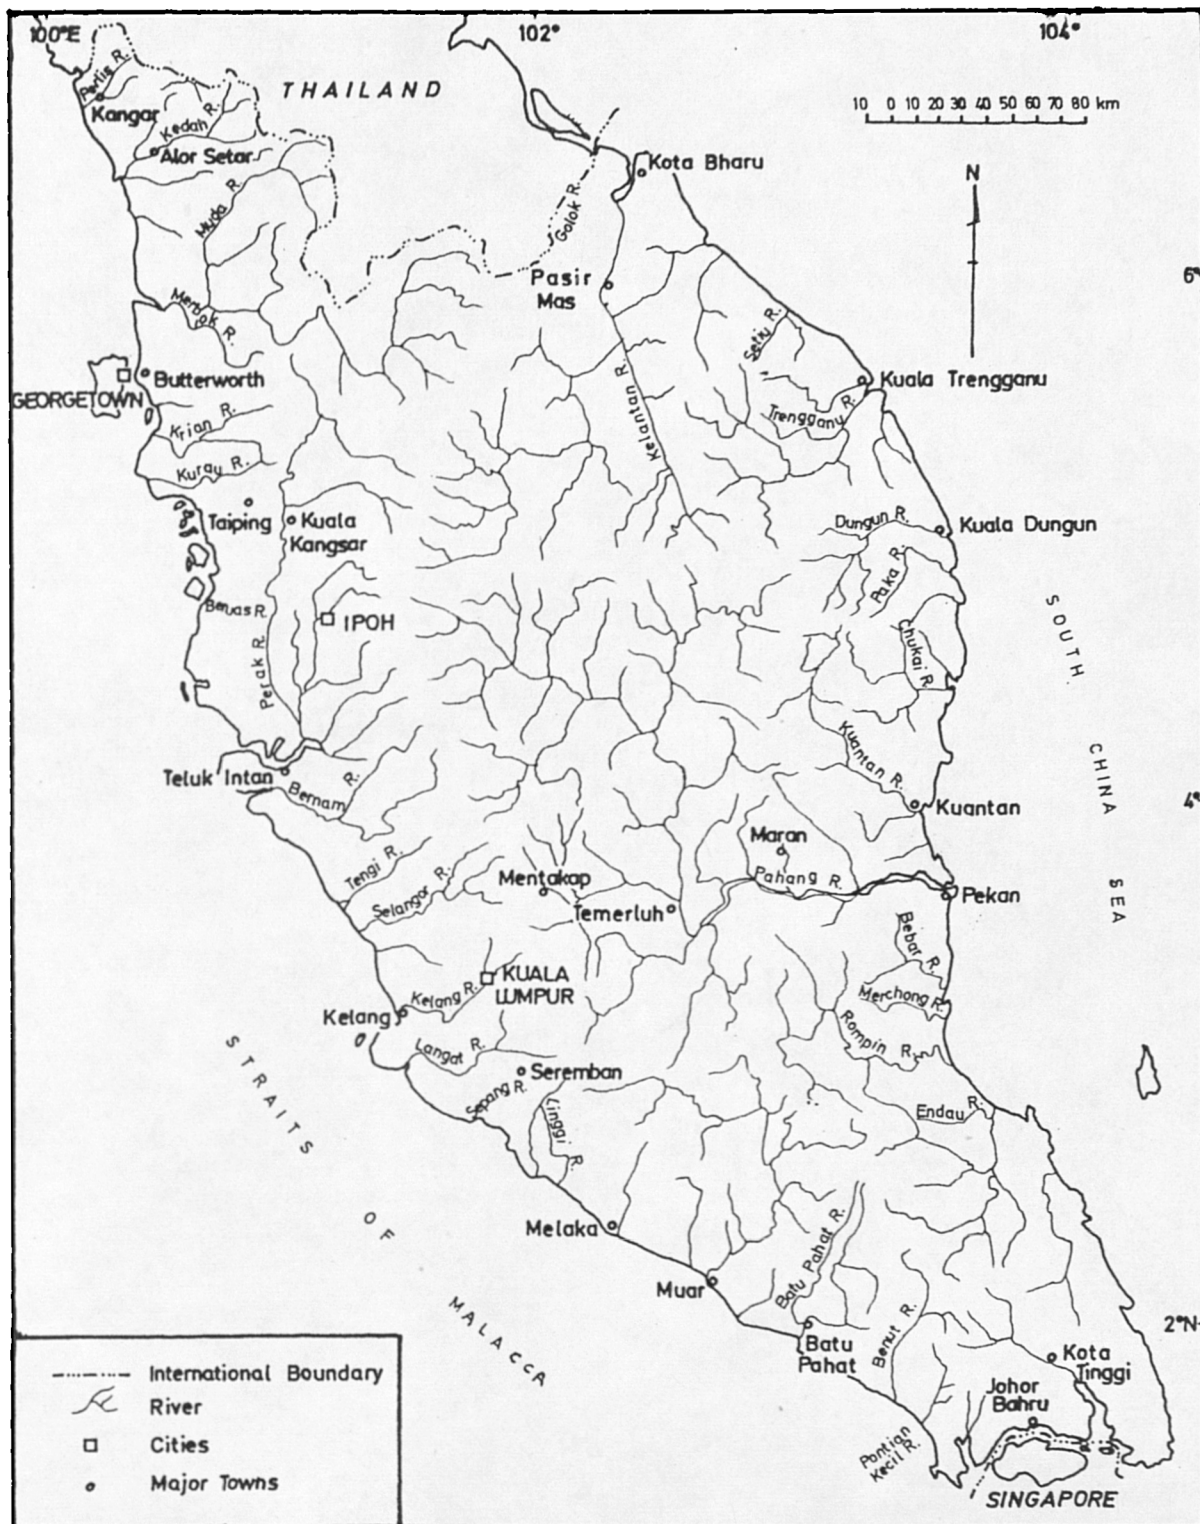 100°E
102°
104°
THAILAND
10 0 10 20 30 40 50 60 70 80 km
Perlis R.
Kangar
Kedah R.
Alor Setar
Kota Bharu
N
Muda R.
Golok R.
Pasir
Mas
6°
Merbok R.
Setiu R.
Butterworth
Kuala Trengganu
GEORGETOWN
Kelantan R.
Trengganu R.
Krian R.
Kurau R.
Taiping
Kuala
Kangsar
Dungun R.
Kuala Dungun
Paka R.
Beruas R.
IPOH
Chukai R.
Perak R.
SOUTH
CHINA
SEA
Kuantan R.
Teluk Intan
Bernam R.
Kuantan
4°
Maran
Tengi R.
Selangor R.
Mentakap
Pahang R.
Temerluh
Pekan
Bebar R.
KUALA
LUMPUR
Kelang R.
Merchong R.
Kelang
Rompin R.
Langat R.
Seremban
Sepang R.
Linggi R.
Endau R.
STRAITS
OF
MALACCA
Melaka
Batu Pahat R.
Muar
Benut R.
Batu
Pahat
2°N
Kota
Tinggi
Johor
Bahru
Pontian
Kecil R.
SINGAPORE
International Boundary
River
Cities
Major Towns